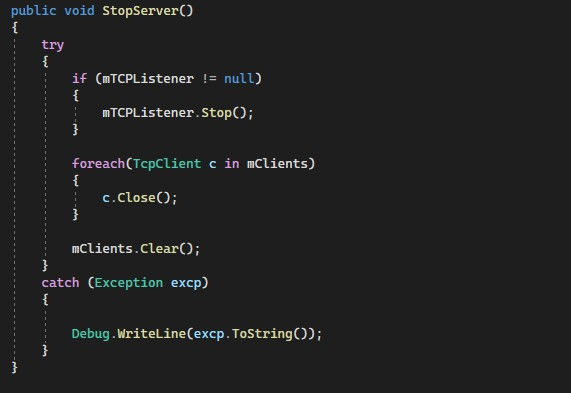 public void StopServer()
{
try
{
if (mTCPListener != null)
{
mTCPListener.Stop();
}
foreach(TcpClient c in mClients)
{
c.Close();
}
mClients.Clear();
}
catch (Exception excp)
{
Debug.WriteLine(excp.ToString());
}
}